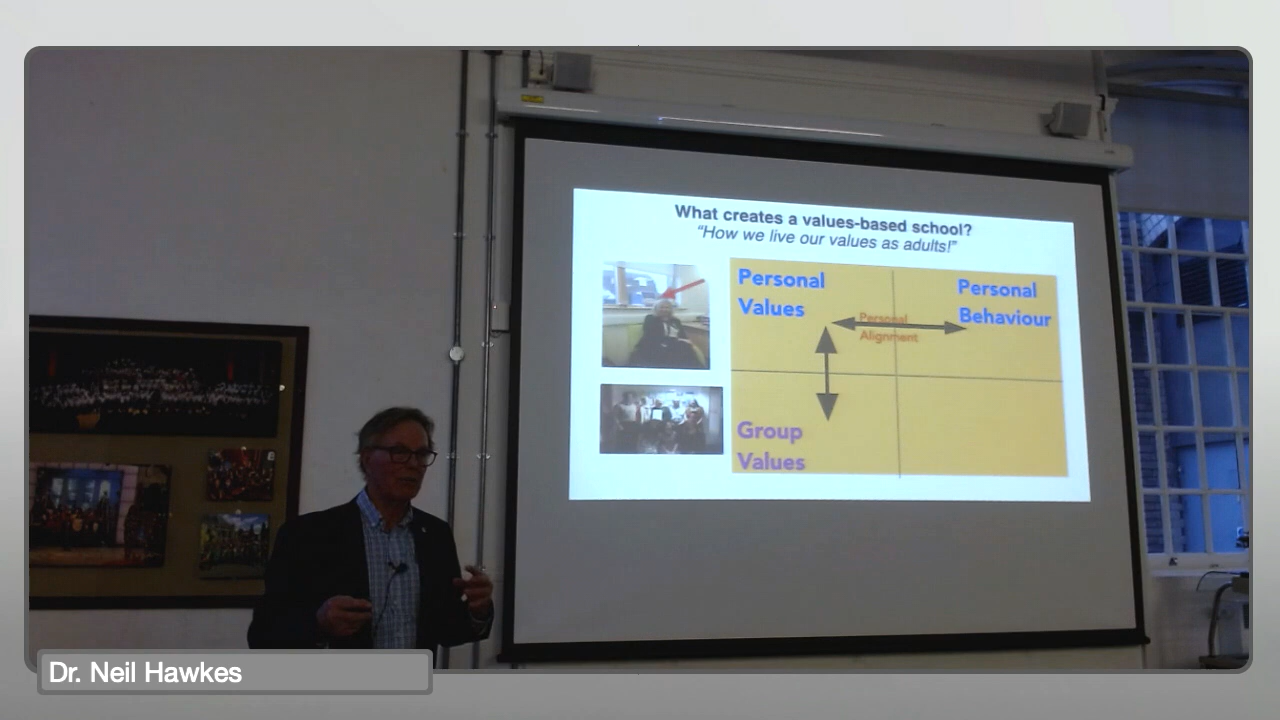 What creates a values-based school?
“How we live our values as adults!”
Personal
Values
Personal
Behaviour
Personal
Alignment
Group
Values
Dr. Neil Hawkes